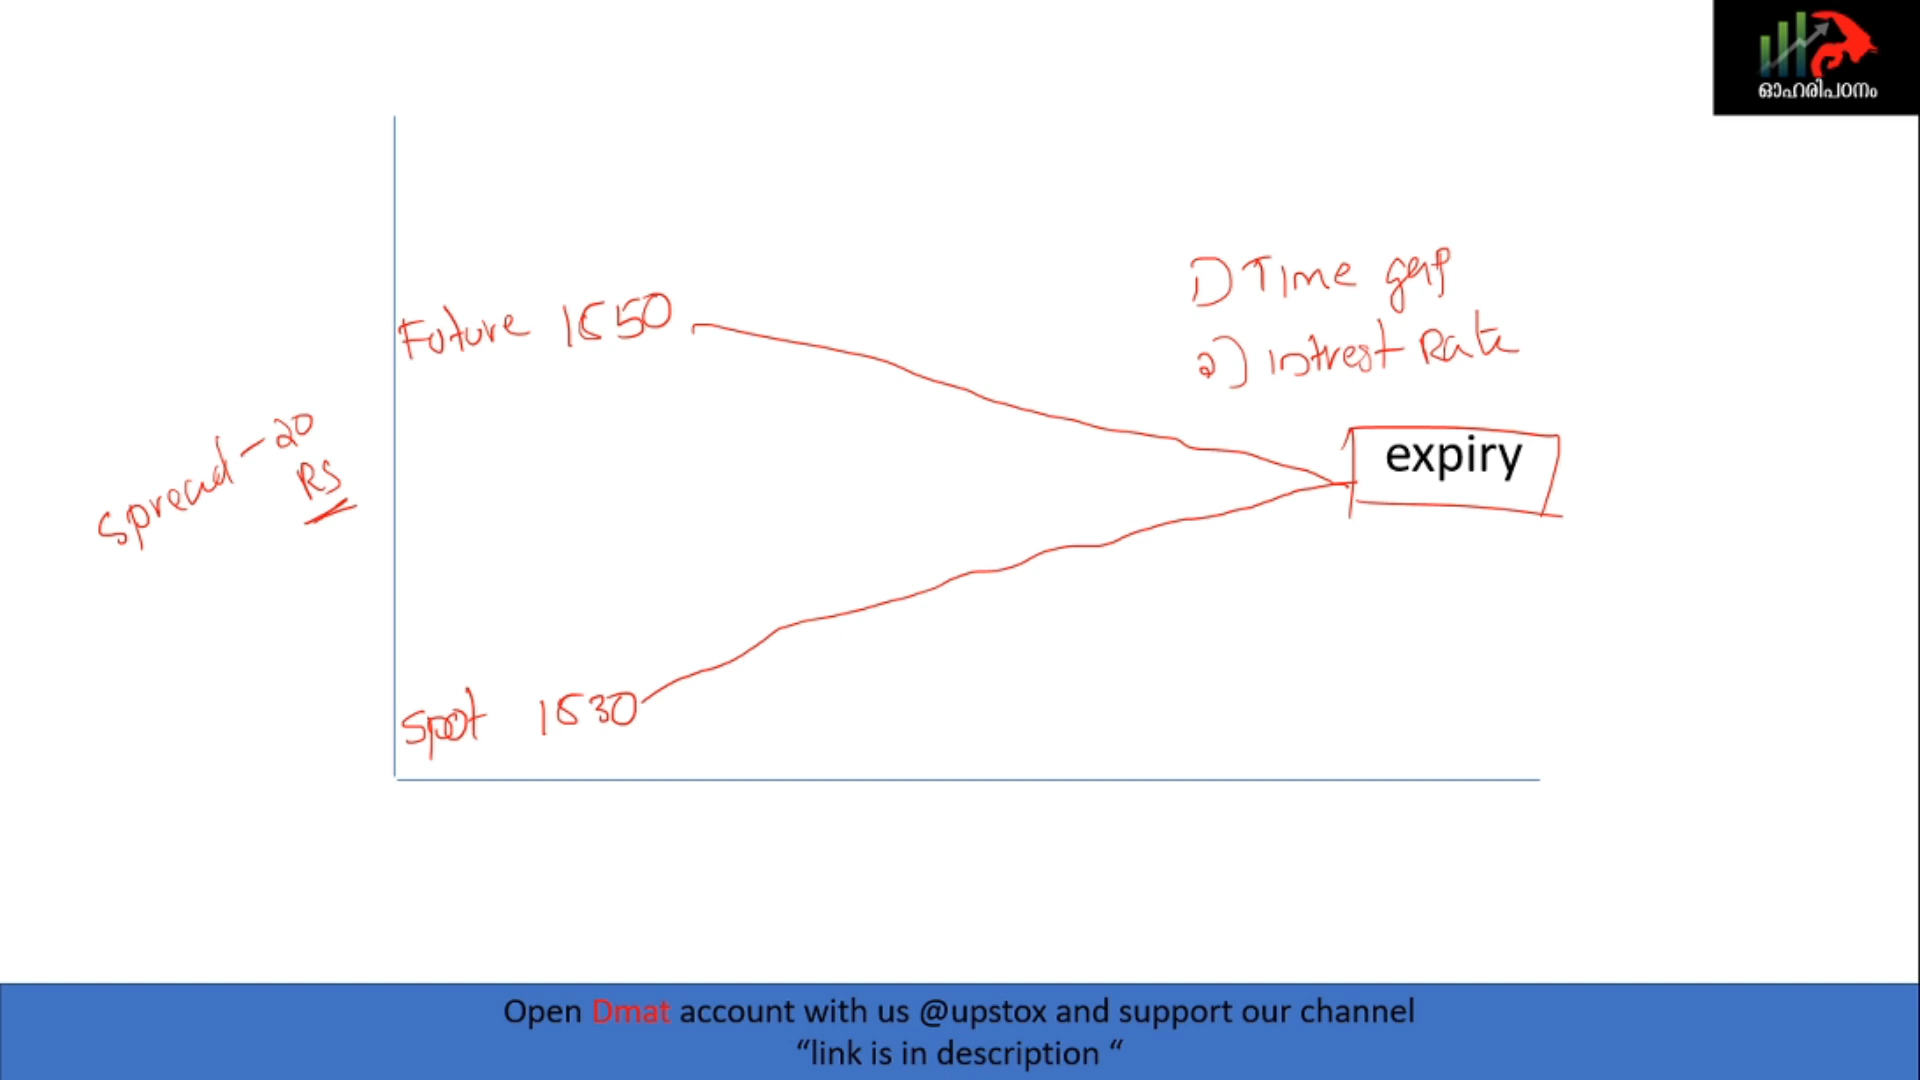 ഓഹരിപഠനം
1) Time gap
2) Intrest Rate
Future 1550
expiry
Spread - 20
RS
Spot 1530
Open Dmat account with us @upstox and support our channel
“link is in description “